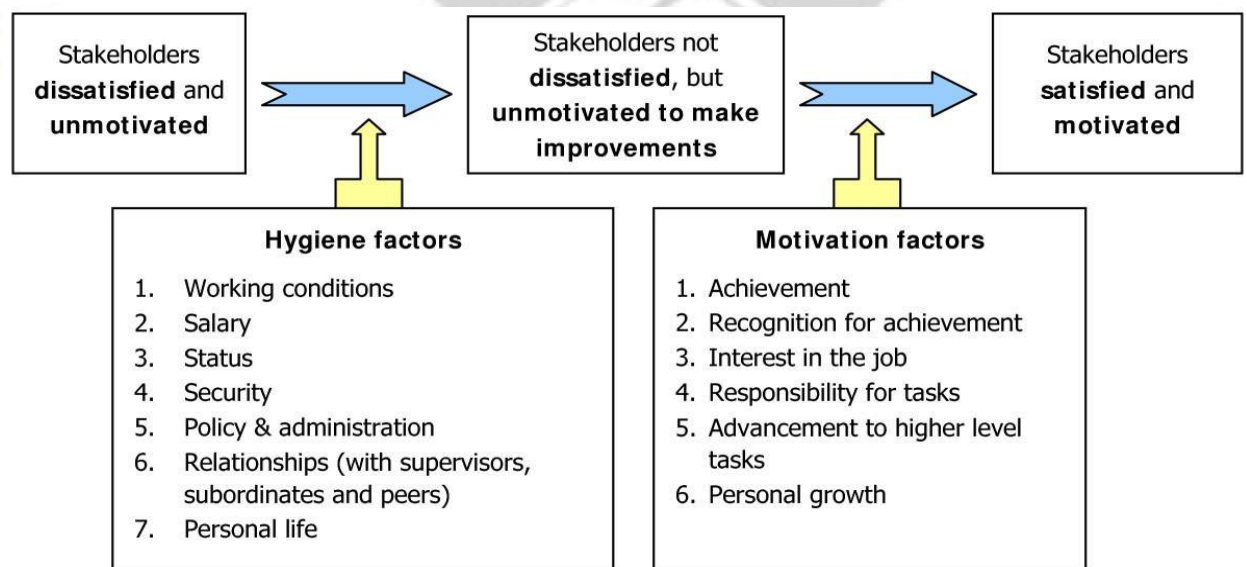 Stakeholders
dissatisfied and
unmotivated
Stakeholders not
dissatisfied, but
unmotivated to make
improvements
Stakeholders
satisfied and
motivated
Hygiene factors
1. Working conditions
2. Salary
3. Status
4. Security
5. Policy & administration
6. Relationships (with supervisors,
subordinates and peers)
7. Personal life
Motivation factors
1. Achievement
2. Recognition for achievement
3. Interest in the job
4. Responsibility for tasks
5. Advancement to higher level
tasks
6. Personal growth